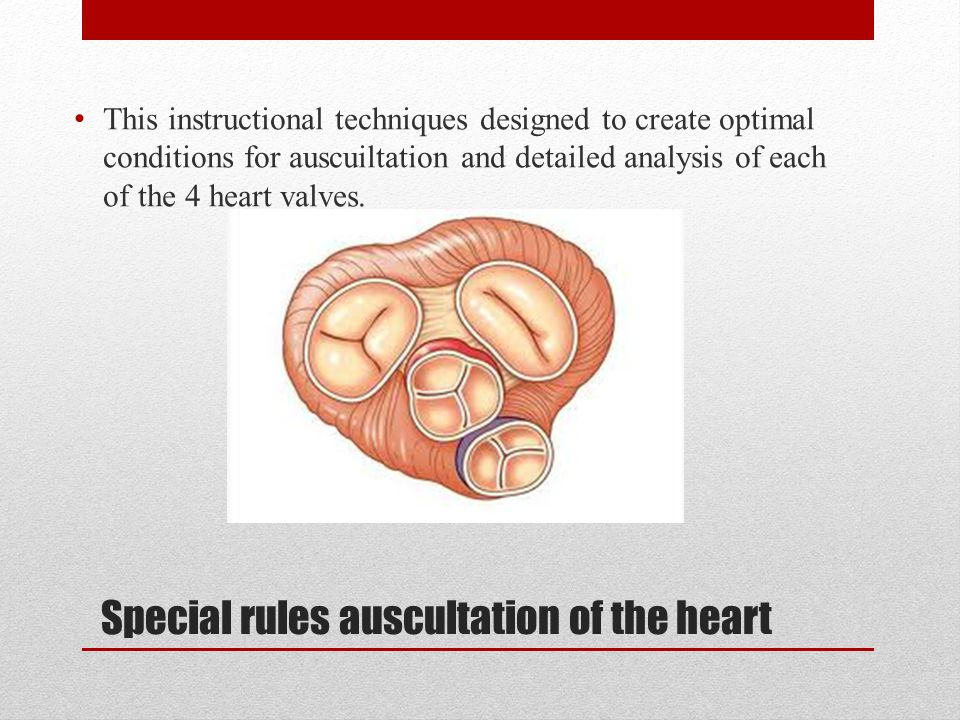 • This instructional techniques designed to create optimal
conditions for auscuiltation and detailed analysis of each
of the 4 heart valves.
Special rules auscultation of the heart